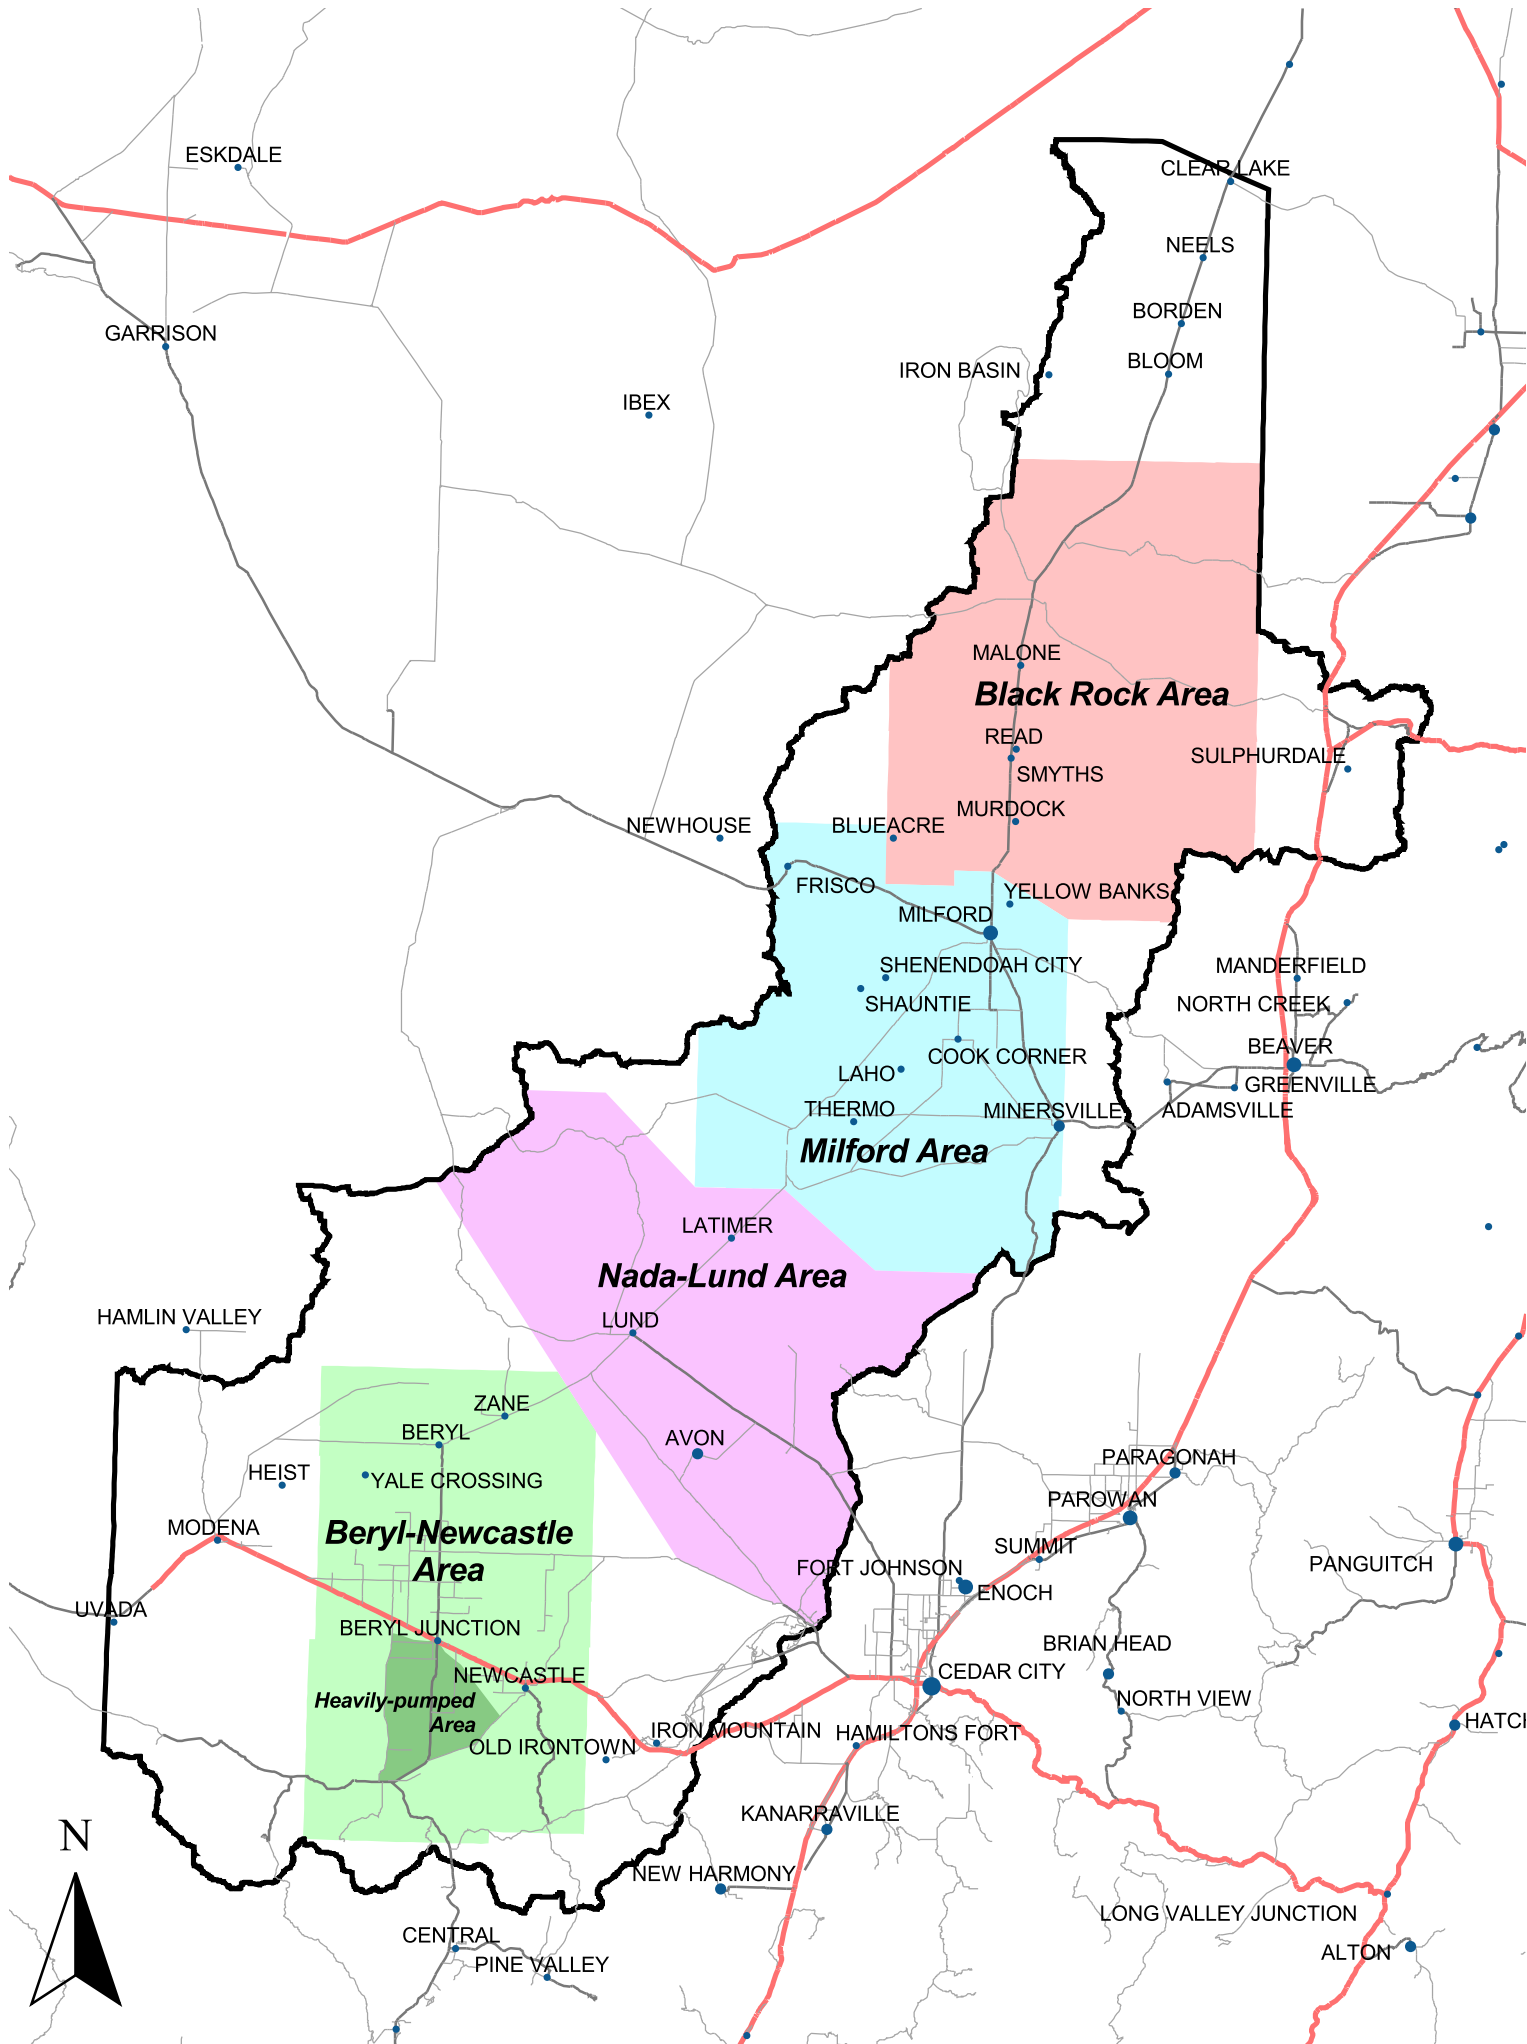 ESKDALE
CLEAR LAKE
NEELS
BORDEN
GARRISON
BLOOM
IRON BASIN
IBEX
MALONE
Black Rock Area
READ
SULPHURDALE
SMYTHS
MURDOCK
NEWHOUSE
BLUEACRE
FRISCO
YELLOW BANKS
MILFORD
SHENENDOAH CITY
MANDERFIELD
SHAUNTIE
NORTH CREEK
BEAVER
COOK CORNER
LAHO
GREENVILLE
THERMO
MINERSVILLE
ADAMSVILLE
Milford Area
LATIMER
Nada-Lund Area
HAMLIN VALLEY
LUND
ZANE
BERYL
AVON
PARAGONAH
HEIST
YALE CROSSING
PAROWAN
MODENA
Beryl-Newcastle
Area
SUMMIT
PANGUITCH
FORT JOHNSON
ENOCH
UVADA
BERYL JUNCTION
BRIAN HEAD
NEWCASTLE
CEDAR CITY
Heavily-pumped
Area
NORTH VIEW
HATCH
IRON MOUNTAIN
HAMILTONS FORT
OLD IRONTOWN
KANARRAVILLE
N
NEW HARMONY
LONG VALLEY JUNCTION
CENTRAL
ALTON
PINE VALLEY